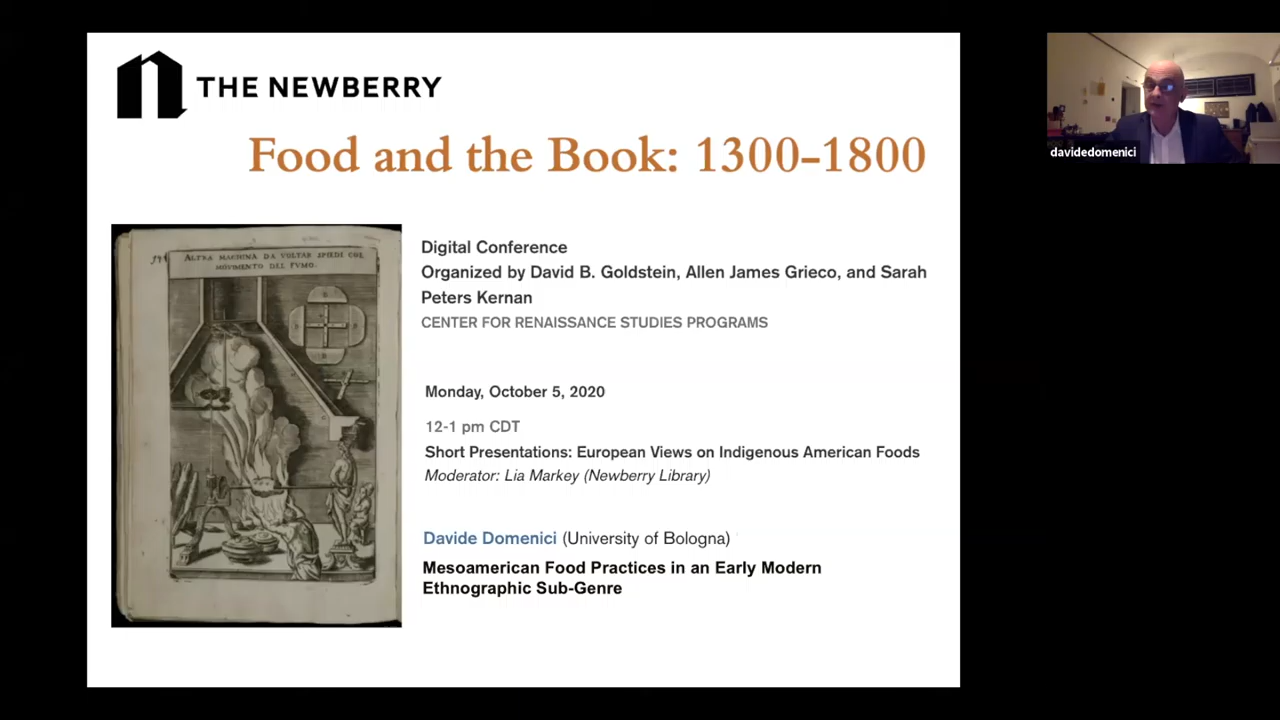 THE NEWBERRY
Food and the Book: 1300–1800
ALTRA MACHINA DA VOLTAR SPIEDI COL
MOVIMENTO DEL FVMO.
Digital Conference
Organized by David B. Goldstein, Allen James Grieco, and Sarah
Peters Kernan
CENTER FOR RENAISSANCE STUDIES PROGRAMS
Monday, October 5, 2020
12-1 pm CDT
Short Presentations: European Views on Indigenous American Foods
Moderator: Lia Markey (Newberry Library)
Davide Domenici (University of Bologna)
Mesoamerican Food Practices in an Early Modern
Ethnographic Sub-Genre
davidedomenici